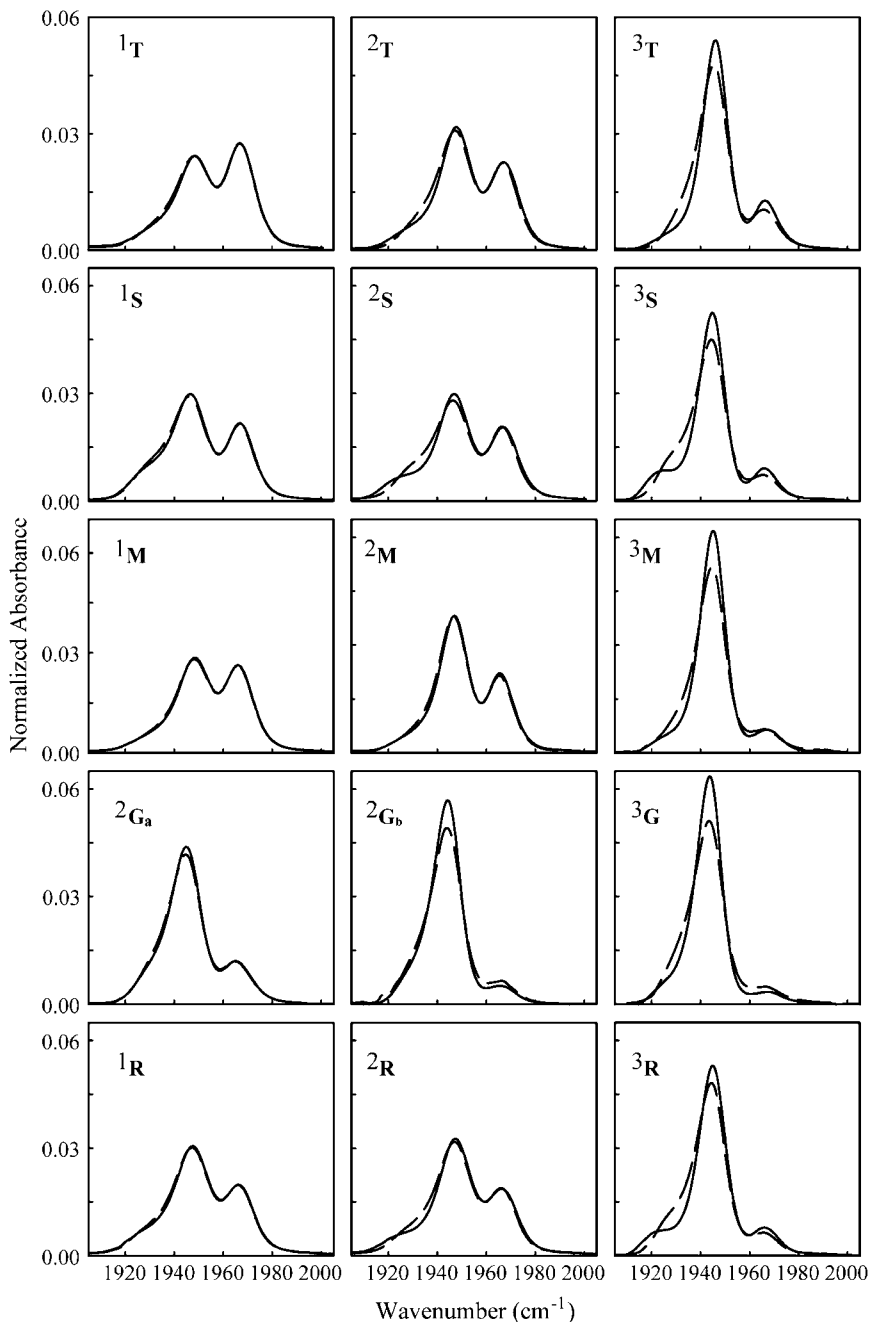 0.06
¹T
²T
³T
0.03
0.00
0.06
¹S
²S
³S
0.03
0.00
Normalized Absorbance
0.06
¹M
²M
³M
0.03
0.00
0.06
²Gₐ
²G_b
³G
0.03
0.00
0.06
¹R
²R
³R
0.03
0.00
1920 1940 1960 1980 2000 1920 1940 1960 1980 2000 1920 1940 1960 1980 2000
Wavenumber (cm⁻¹)